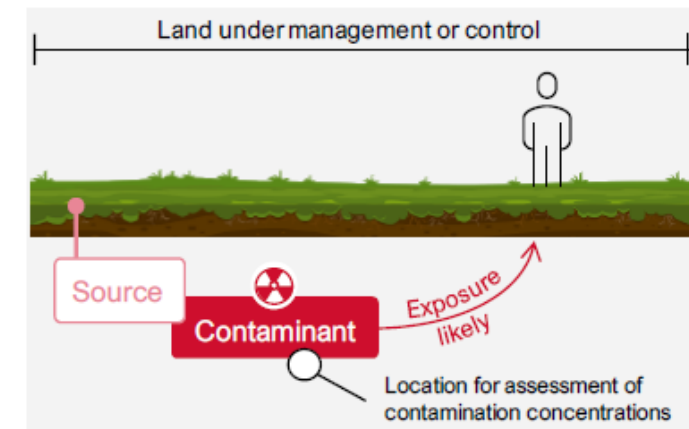 Land under management or control
Source
Contaminant
Exposure
likely
Location for assessment of
contamination concentrations